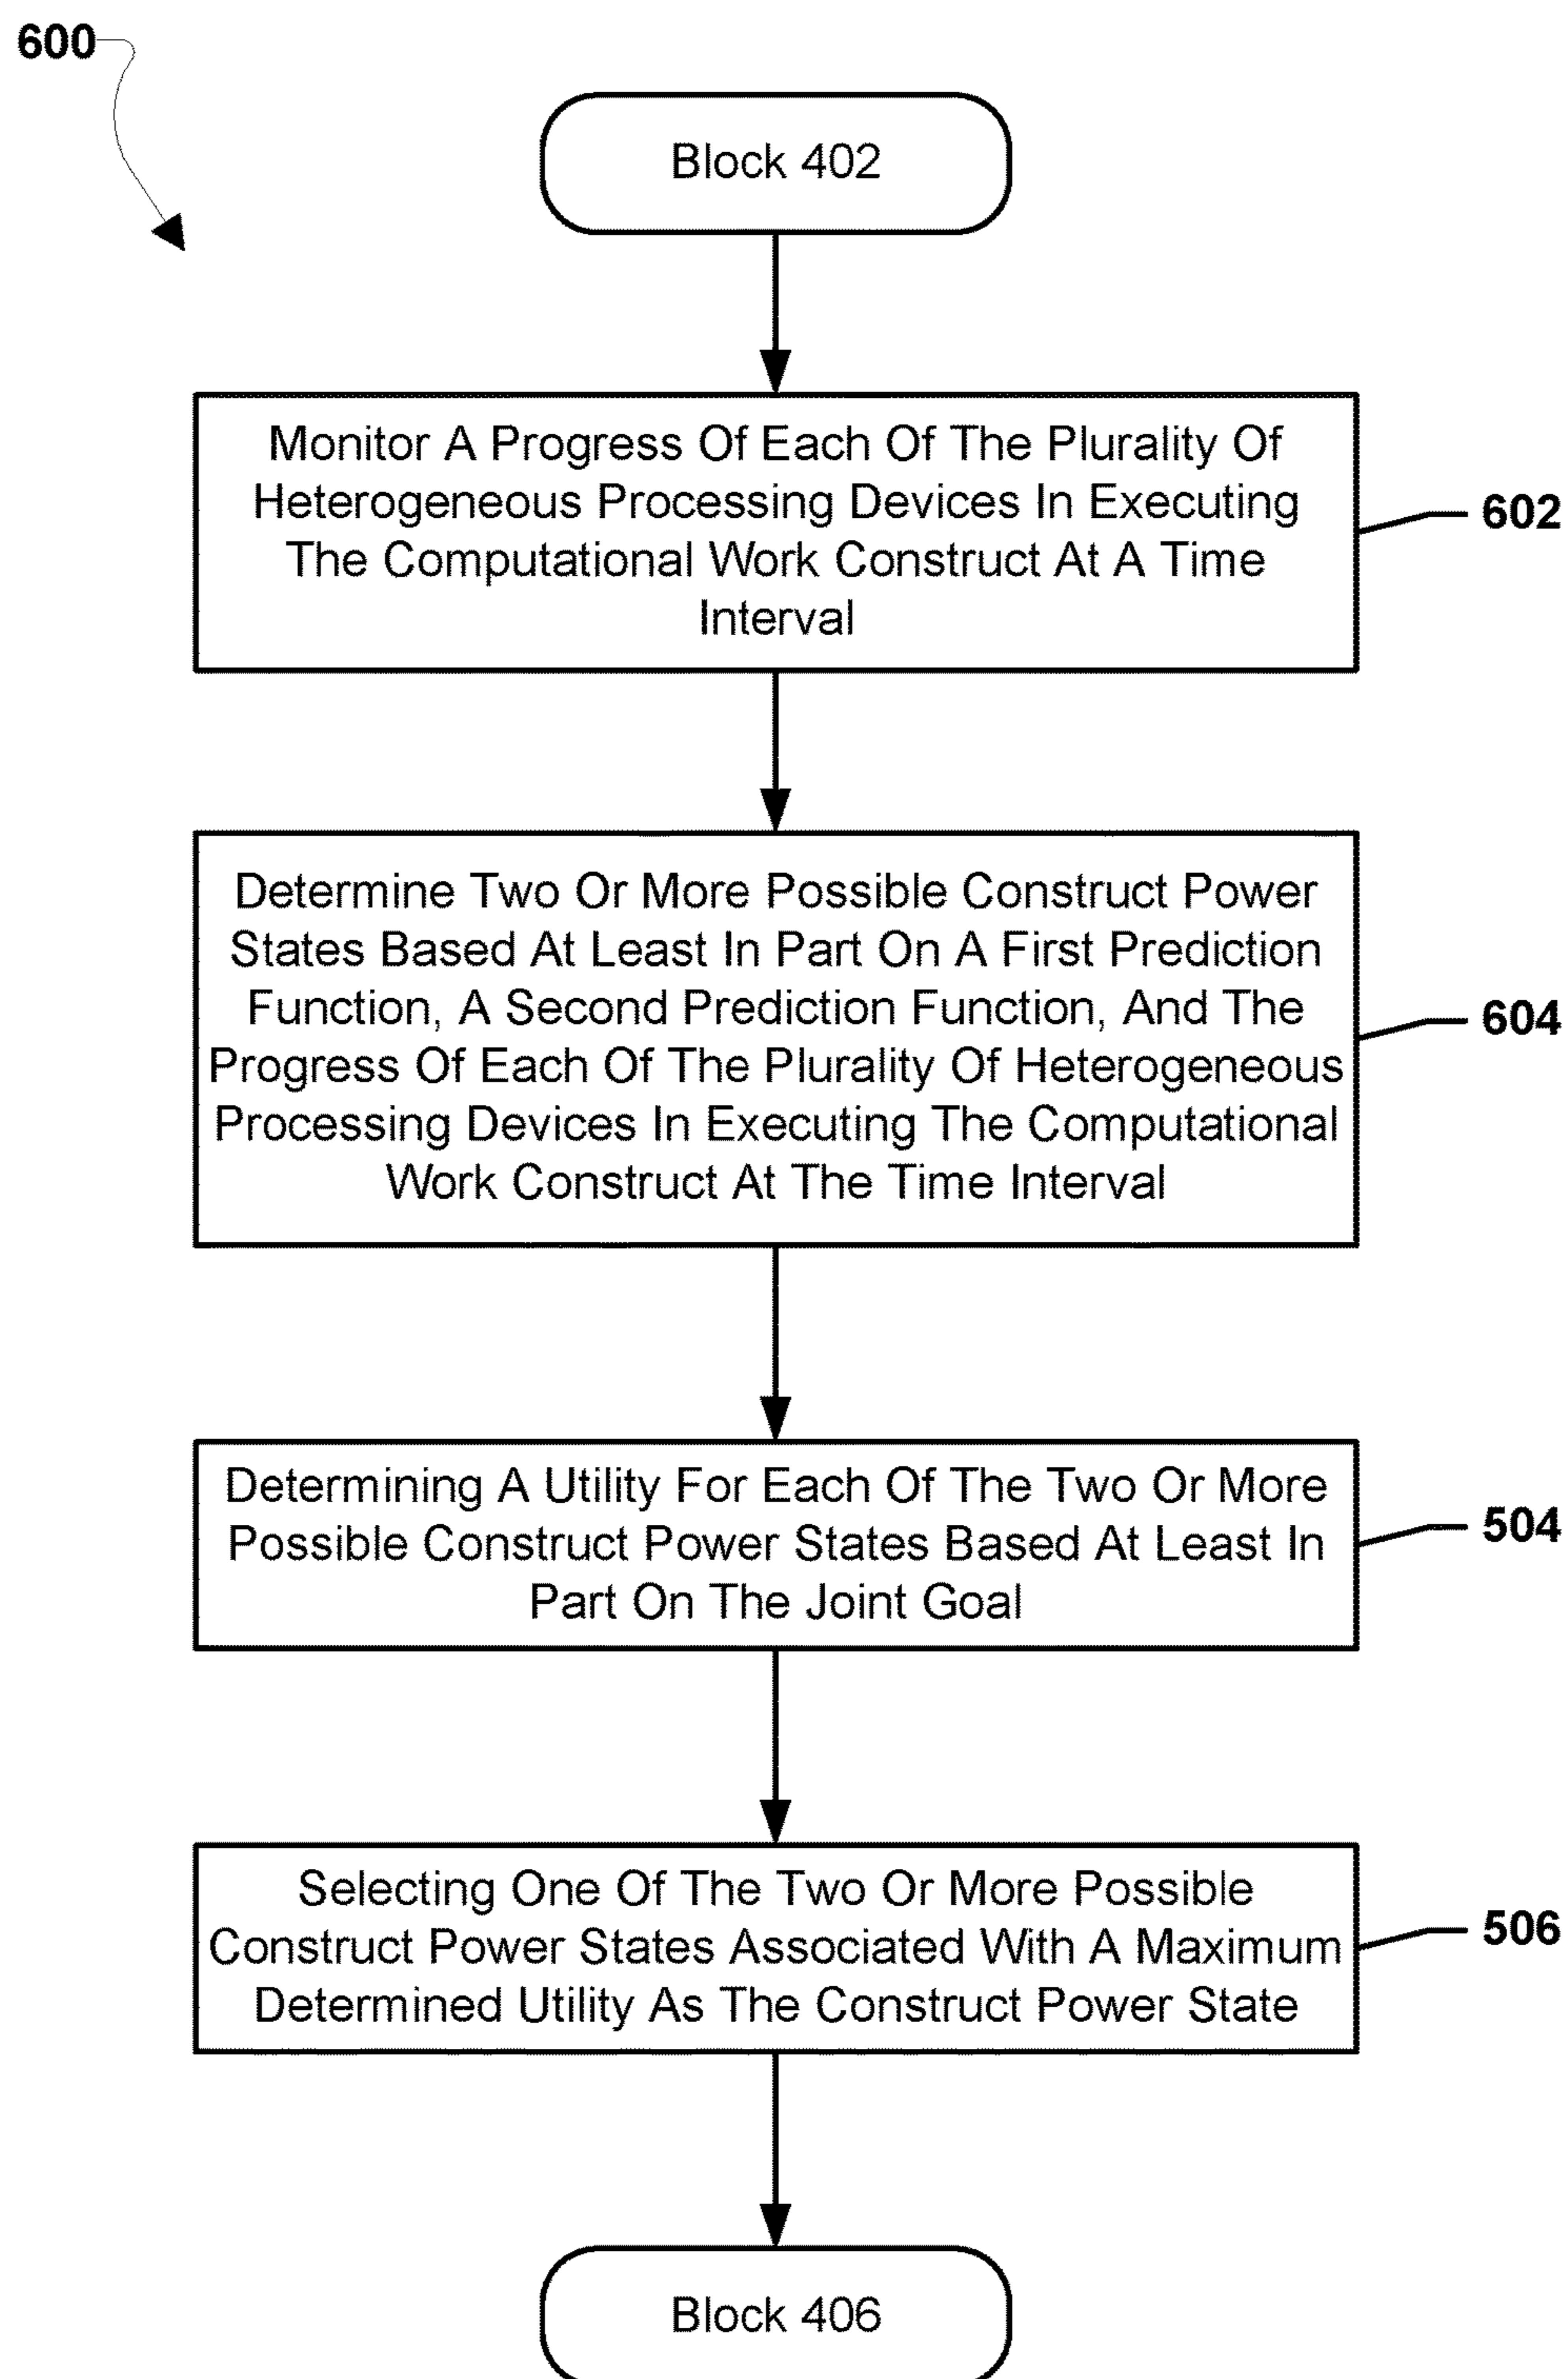 600
Block 402
Monitor A Progress Of Each Of The Plurality Of
Heterogeneous Processing Devices In Executing
The Computational Work Construct At A Time
Interval
602
Determine Two Or More Possible Construct Power
States Based At Least In Part On A First Prediction
Function, A Second Prediction Function, And The
Progress Of Each Of The Plurality Of Heterogeneous
Processing Devices In Executing The Computational
Work Construct At The Time Interval
604
Determining A Utility For Each Of The Two Or More
Possible Construct Power States Based At Least In
Part On The Joint Goal
504
Selecting One Of The Two Or More Possible
Construct Power States Associated With A Maximum
Determined Utility As The Construct Power State
506
Block 406